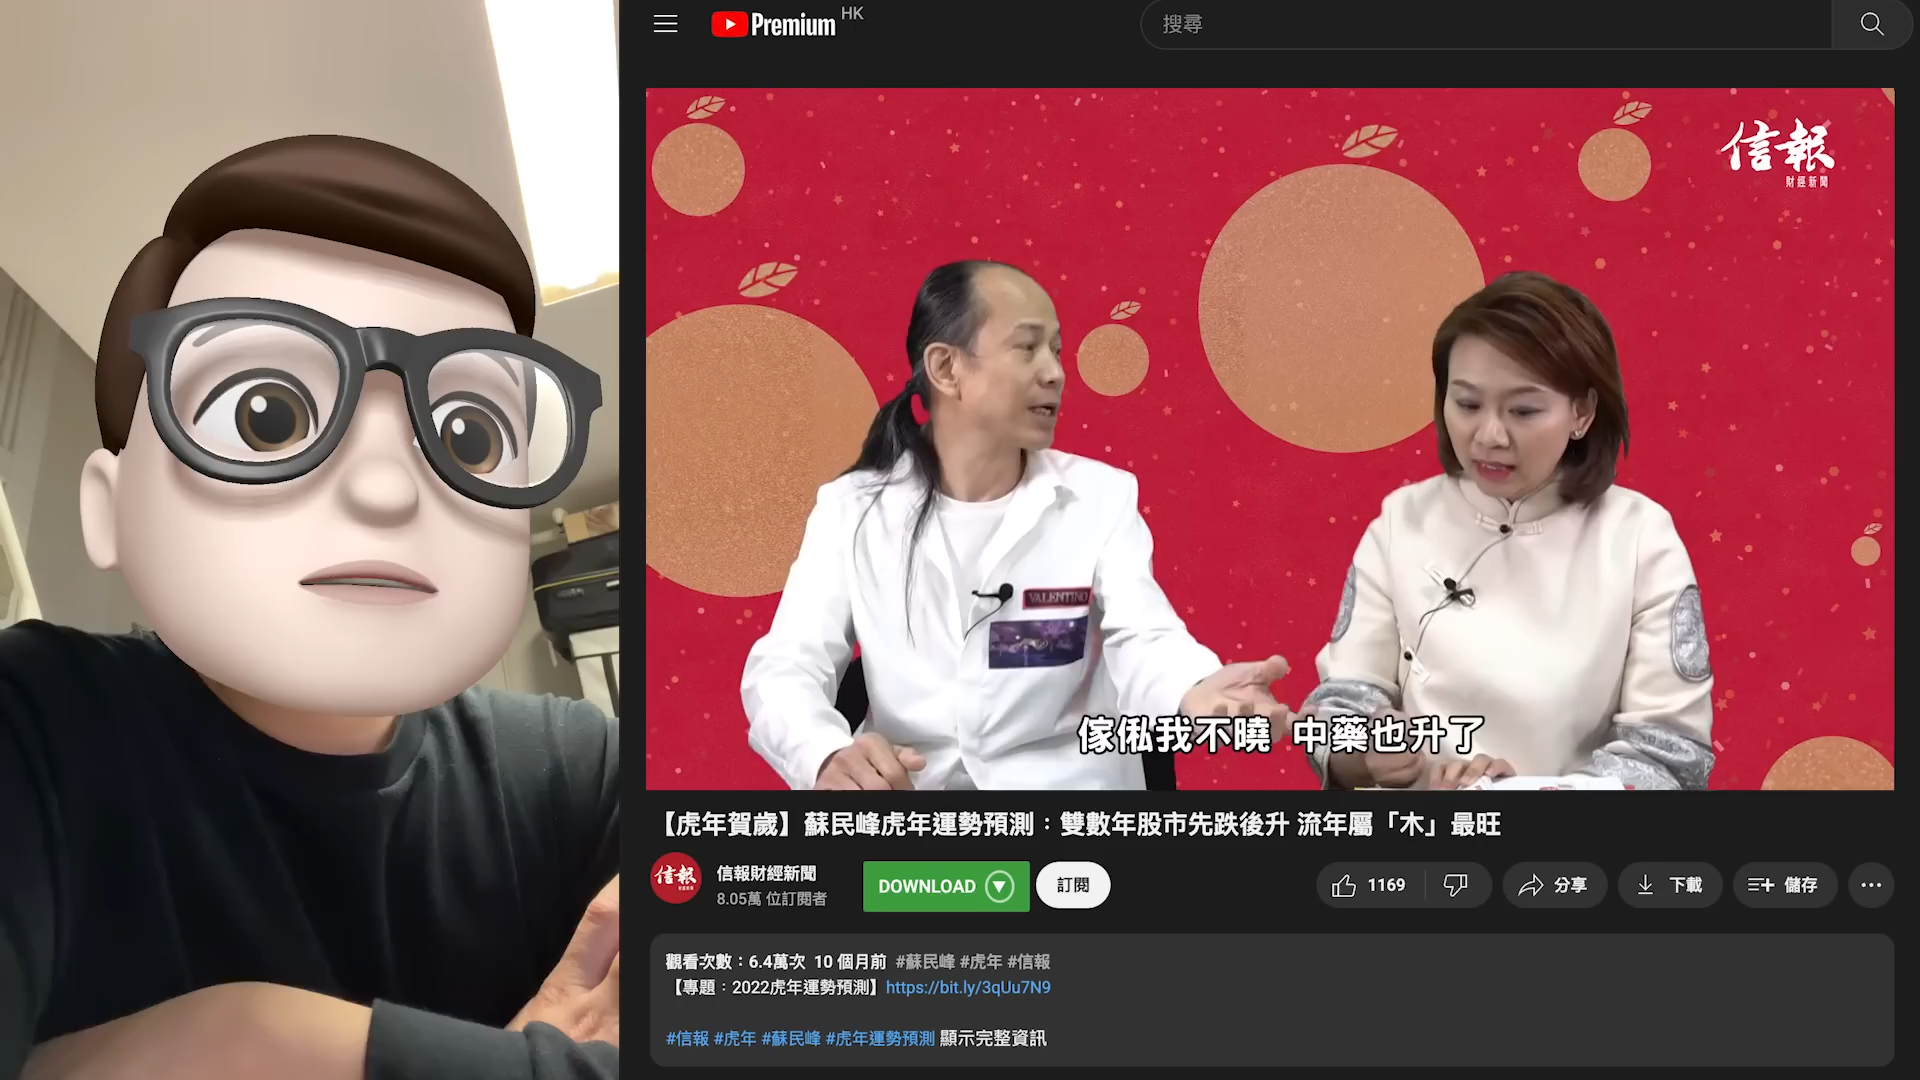 Premium HK
搜尋
信報
財經新聞
VALENTINO
傢俬我不曉 中藥也升了
【虎年賀歲】蘇民峰虎年運勢預測：雙數年股市先跌後升 流年屬「木」最旺
信報
信報財經新聞
8.05萬 位訂閱者
DOWNLOAD
訂閱
1169
分享
下載
儲存
觀看次數：6.4萬次 10 個月前 #蘇民峰 #虎年 #信報
【專題：2022虎年運勢預測】https://bit.ly/3qUu7N9
#信報 #虎年 #蘇民峰 #虎年運勢預測 顯示完整資訊